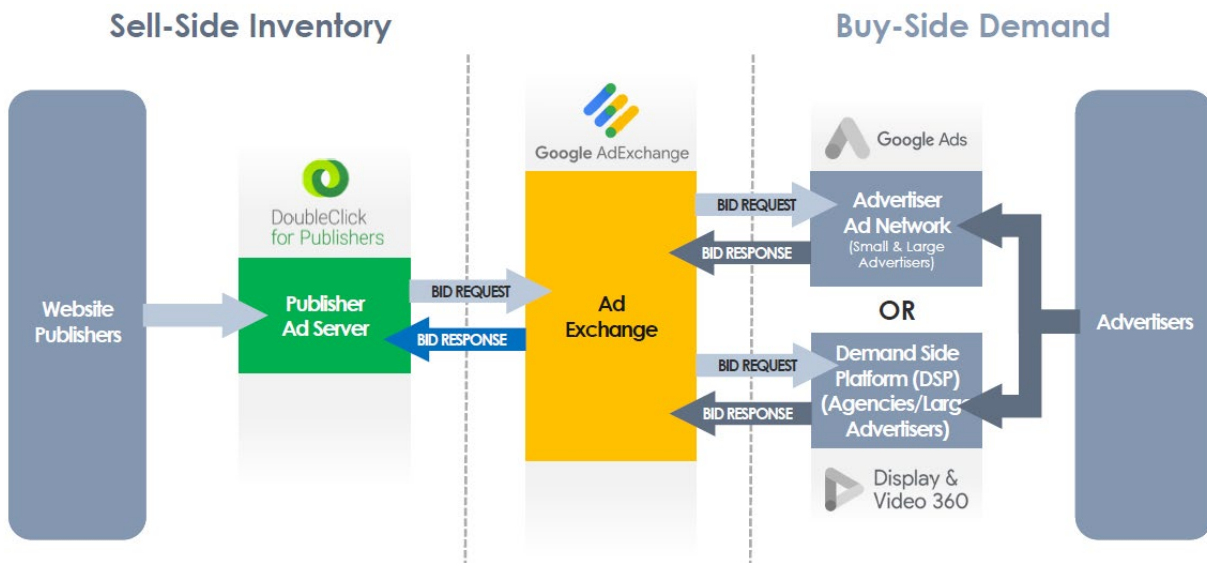 Sell-Side Inventory
Buy-Side Demand
Website
Publishers
DoubleClick
for Publishers
Publisher
Ad Server
BID REQUEST
BID RESPONSE
Google AdExchange
Ad
Exchange
BID REQUEST
BID RESPONSE
BID REQUEST
BID RESPONSE
Google Ads
Advertiser
Ad Network
(Small & Large
Advertisers)
OR
Demand Side
Platform (DSP)
(Agencies/Large
Advertisers)
Display &
Video 360
Advertisers